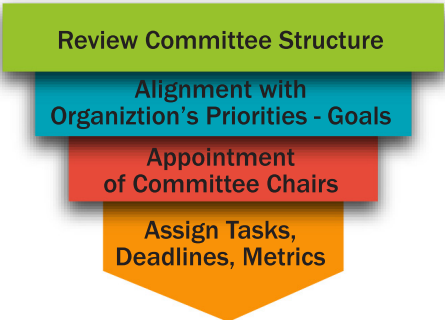 Review Committee Structure
Alignment with
Organiztion's Priorities - Goals
Appointment
of Committee Chairs
Assign Tasks,
Deadlines, Metrics